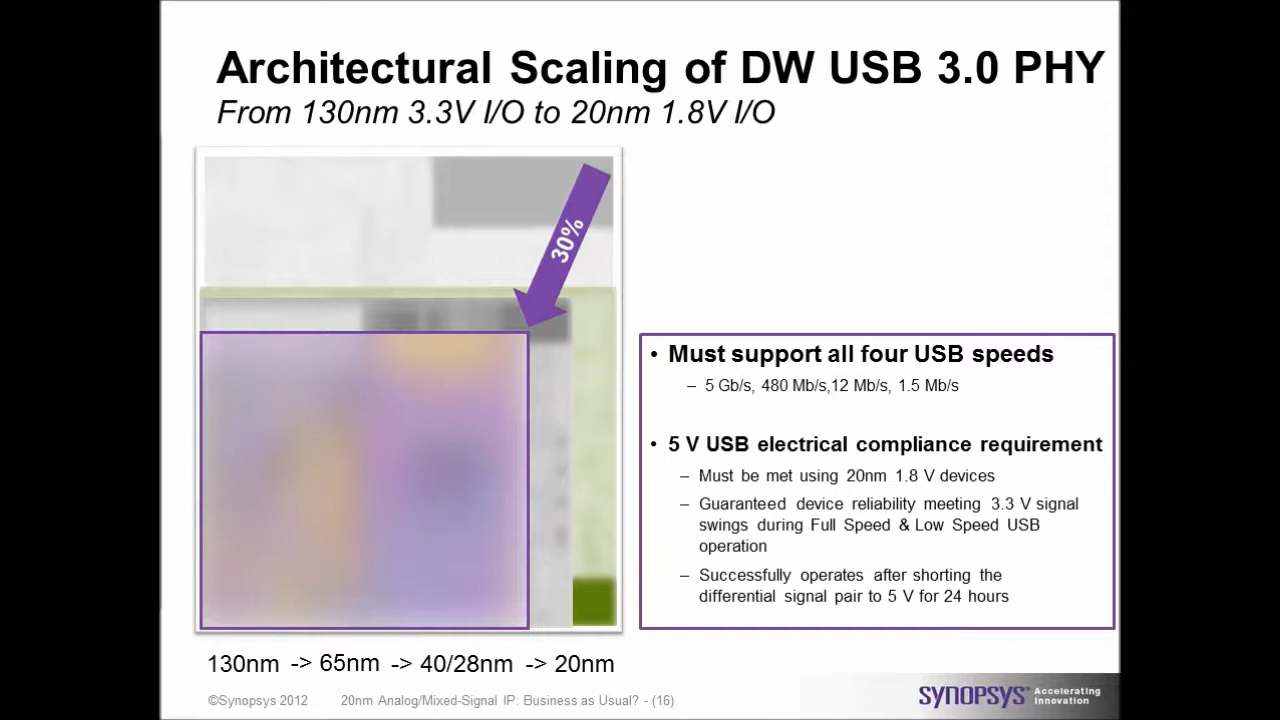 Architectural Scaling of DW USB 3.0 PHY
From 130nm 3.3V I/O to 20nm 1.8V I/O
30%
• Must support all four USB speeds
– 5 Gb/s, 480 Mb/s,12 Mb/s, 1.5 Mb/s
• 5 V USB electrical compliance requirement
– Must be met using 20nm 1.8 V devices
– Guaranteed device reliability meeting 3.3 V signal
swings during Full Speed & Low Speed USB
operation
– Successfully operates after shorting the
differential signal pair to 5 V for 24 hours
130nm -> 65nm -> 40/28nm -> 20nm
©Synopsys 2012 20nm Analog/Mixed-Signal IP: Business as Usual? - (16)
SYNOPSYS® Accelerating
Innovation